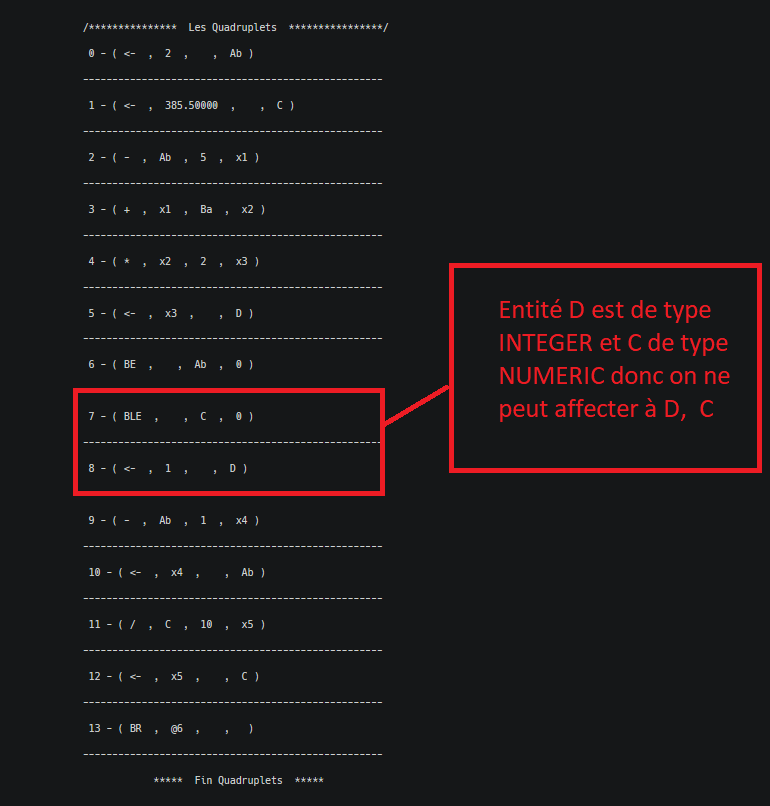 /*************** Les Quadruplets ****************/
0 - ( <- , 2 , , Ab )
--------------------------------------------------
1 - ( <- , 385.50000 , , C )
--------------------------------------------------
2 - ( - , Ab , 5 , x1 )
--------------------------------------------------
3 - ( + , x1 , Ba , x2 )
--------------------------------------------------
4 - ( * , x2 , 2 , x3 )
--------------------------------------------------
5 - ( <- , x3 , , D )
--------------------------------------------------
6 - ( BE , , Ab , 0 )
7 - ( BLE , , C , 0 )
--------------------------------------------------
8 - ( <- , 1 , , D )
9 - ( - , Ab , 1 , x4 )
--------------------------------------------------
10 - ( <- , x4 , , Ab )
--------------------------------------------------
11 - ( / , C , 10 , x5 )
--------------------------------------------------
12 - ( <- , x5 , , C )
--------------------------------------------------
13 - ( BR , @6 , , )
--------------------------------------------------
***** Fin Quadruplets *****
Entité D est de type
INTEGER et C de type
NUMERIC donc on ne
peut affecter à D, C